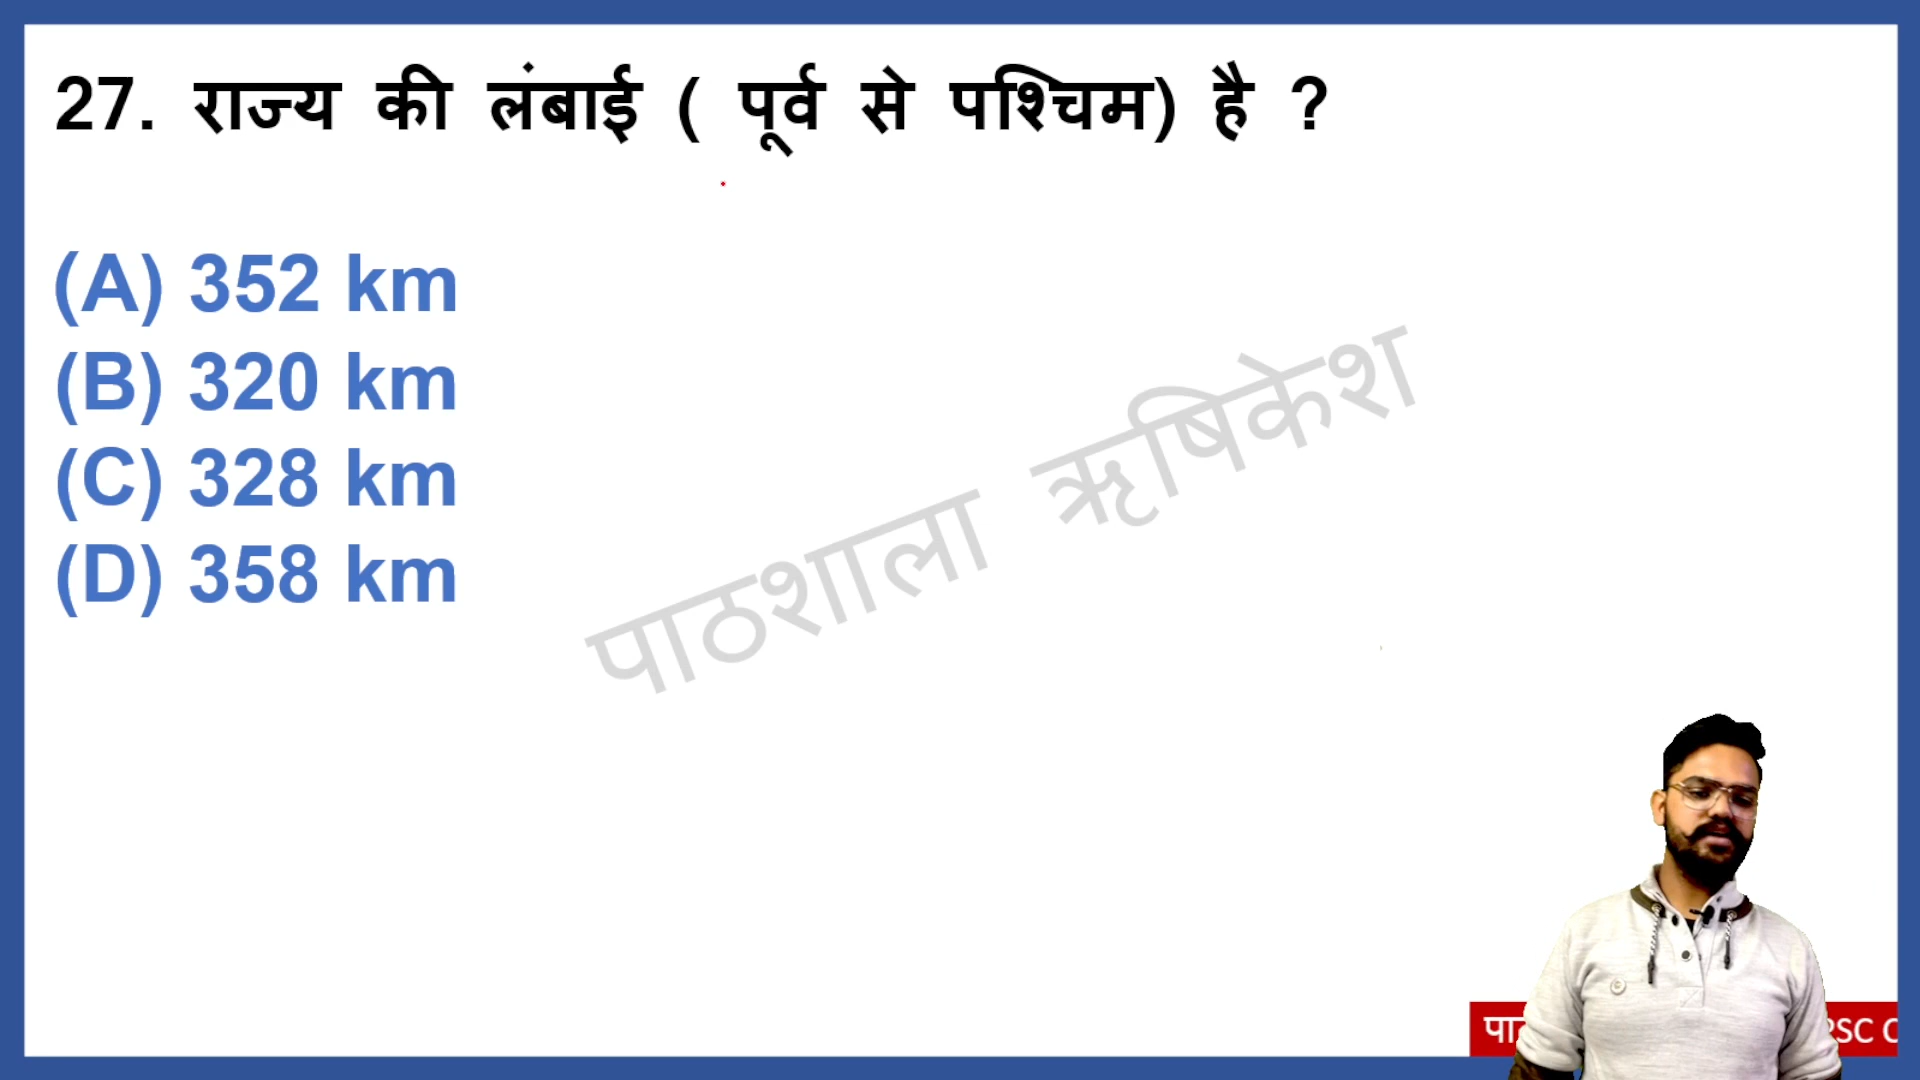 27. राज्य की लंबाई ( पूर्व से पश्चिम) है ?
(A) 352 km
(B) 320 km
(C) 328 km
(D) 358 km
पाठशाला ऋषिकेश